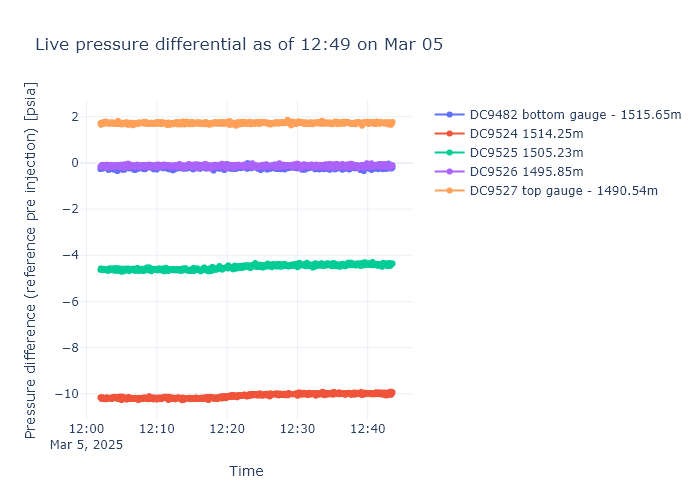 Live pressure differential as of 12:49 on Mar 05
Pressure difference (reference pre injection) [psia]
2
0
−2
−4
−6
−8
−10
12:00
Mar 5, 2025
12:10
12:20
12:30
12:40
Time
DC9482 bottom gauge - 1515.65m
DC9524 1514.25m
DC9525 1505.23m
DC9526 1495.85m
DC9527 top gauge - 1490.54m